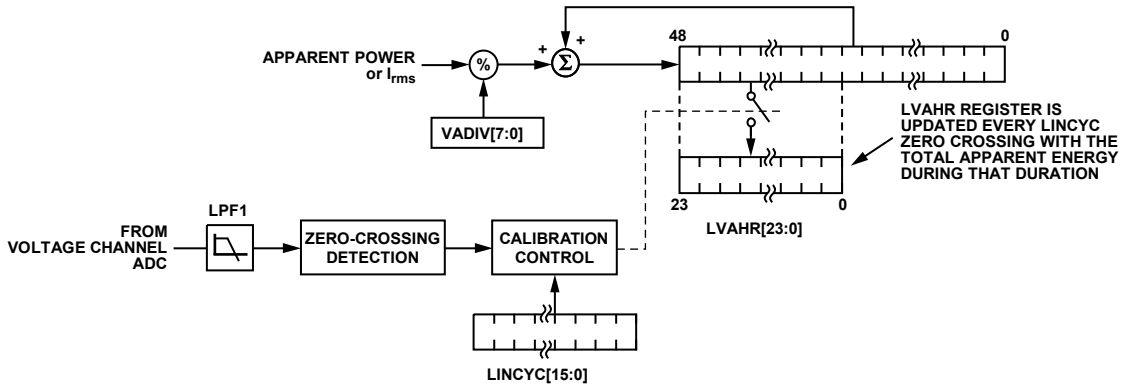 APPARENT POWER
or Irms
%
+
+
Σ
48
0
VADIV[7:0]
LVAHR REGISTER IS
UPDATED EVERY LINCYC
ZERO CROSSING WITH THE
TOTAL APPARENT ENERGY
DURING THAT DURATION
23
0
LVAHR[23:0]
LPF1
FROM
VOLTAGE CHANNEL
ADC
ZERO-CROSSING
DETECTION
CALIBRATION
CONTROL
LINCYC[15:0]